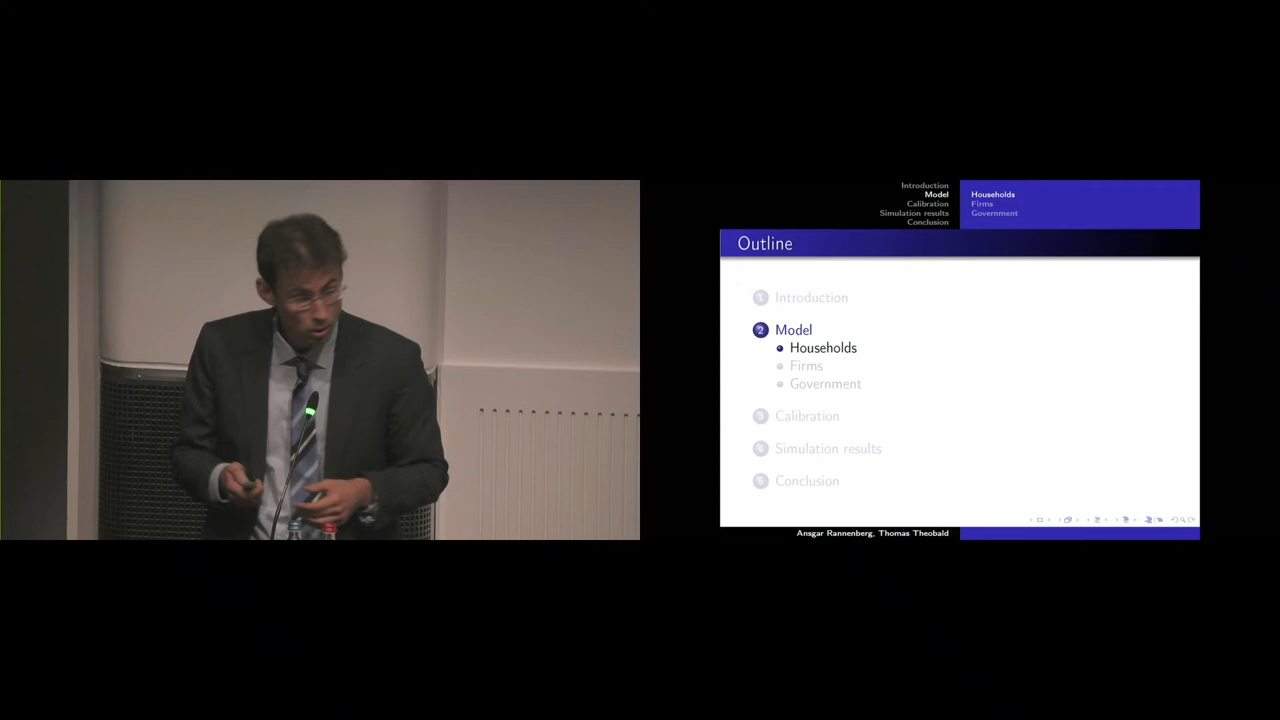 Introduction
Model
Calibration
Simulation results
Conclusion
Households
Firms
Government
Outline
1 Introduction
2 Model
Households
Firms
Government
3 Calibration
4 Simulation results
5 Conclusion
Ansgar Rannenberg, Thomas Theobald